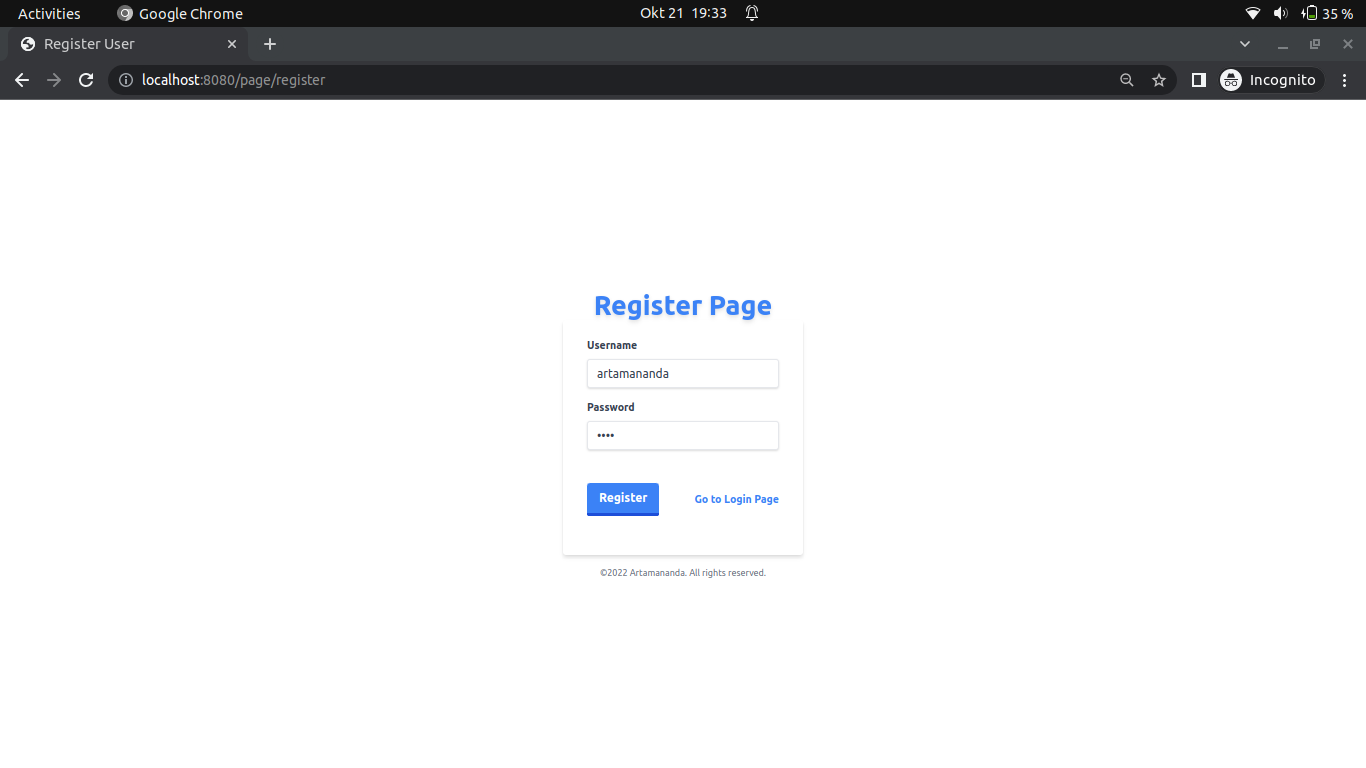 Activities Google Chrome Okt 21 19:33 35 %
Register User
localhost:8080/page/register Incognito
Register Page
Username
artamananda
Password
••••
Register Go to Login Page
©2022 Artamananda. All rights reserved.